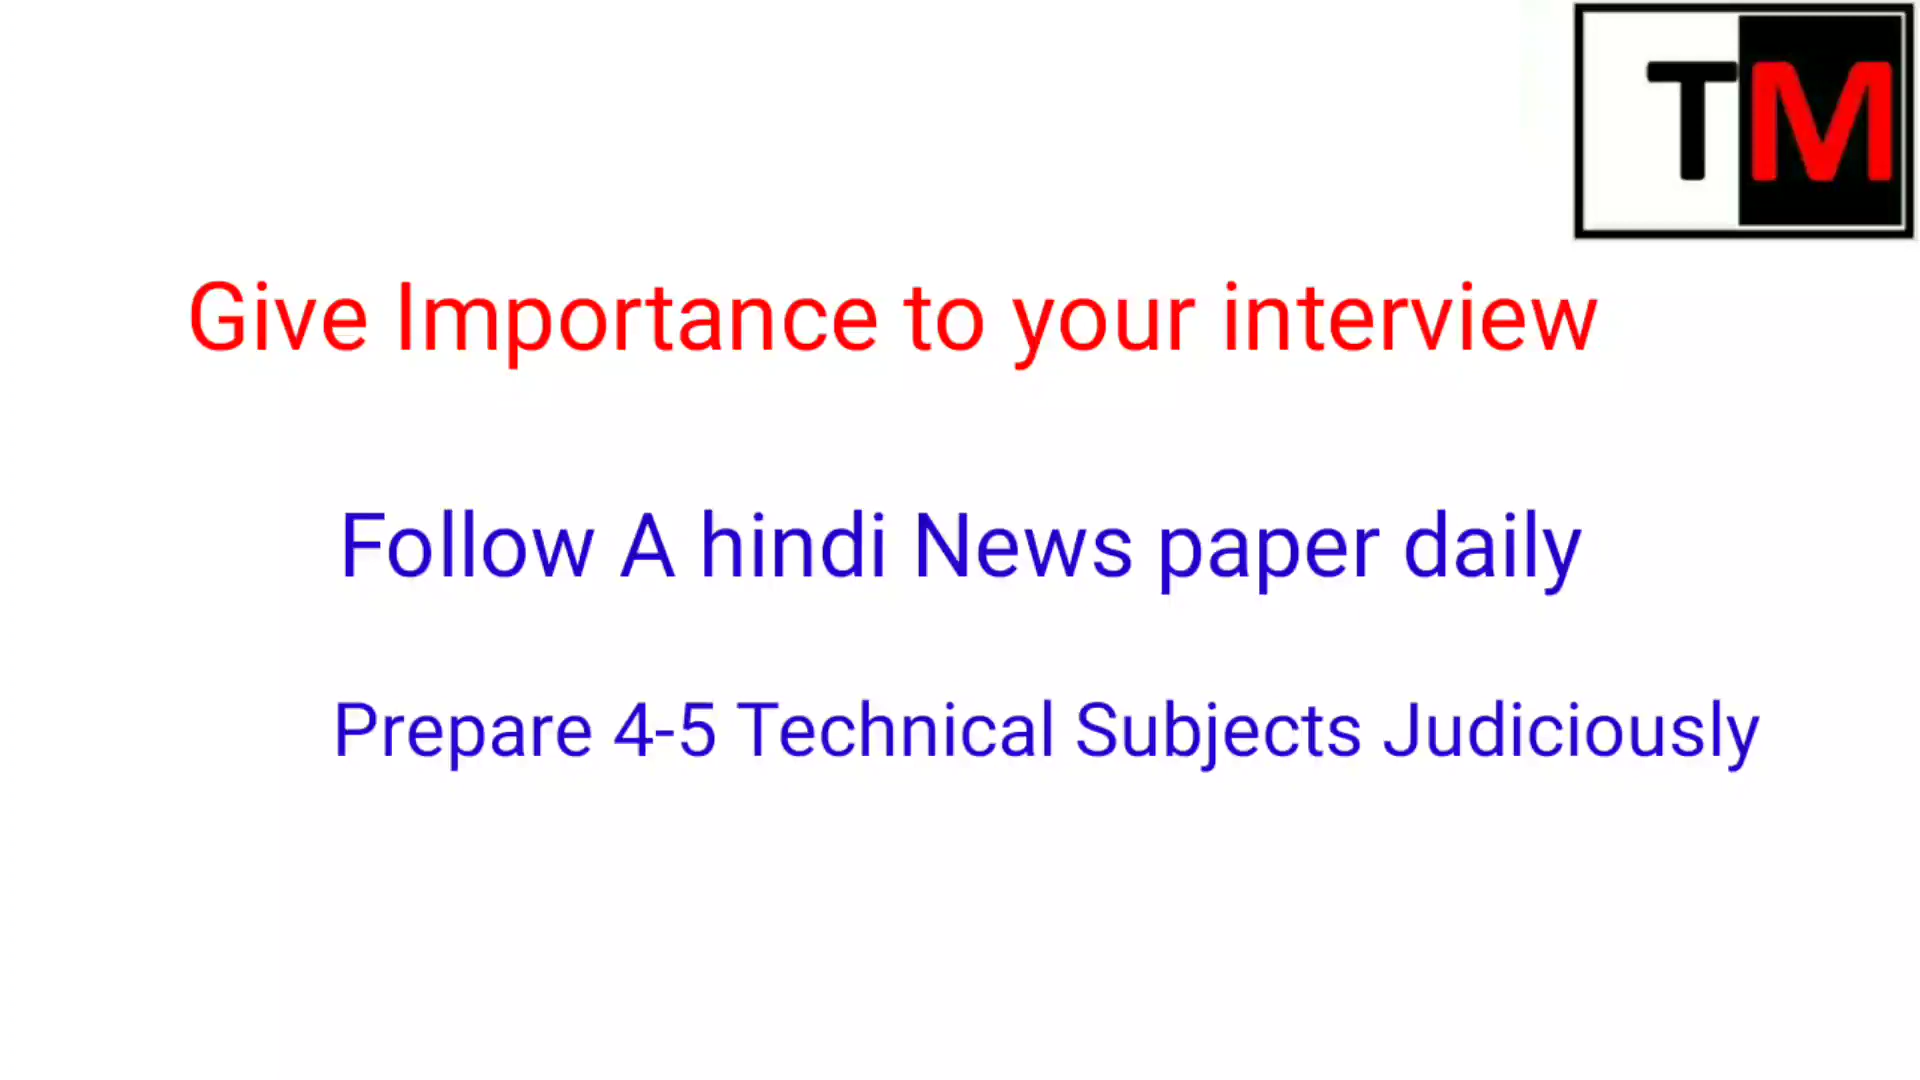 TM
Give Importance to your interview
Follow A hindi News paper daily
Prepare 4-5 Technical Subjects Judiciously